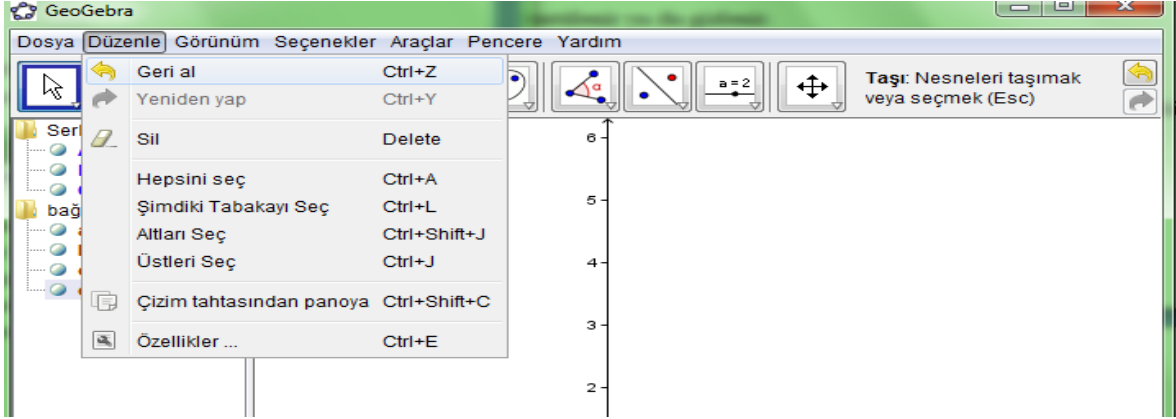 GeoGebra
Dosya Düzenle Görünüm Seçenekler Araçlar Pencere Yardım
Geri al Ctrl+Z
Yeniden yap Ctrl+Y
Sil Delete
Hepsini seç Ctrl+A
Şimdiki Tabakayı Seç Ctrl+L
Altları Seç Ctrl+Shift+J
Üstleri Seç Ctrl+J
Çizim tahtasından panoya Ctrl+Shift+C
Özellikler ... Ctrl+E
a = 2
Taşı: Nesneleri taşımak
veya seçmek (Esc)
6
5
4
3
2